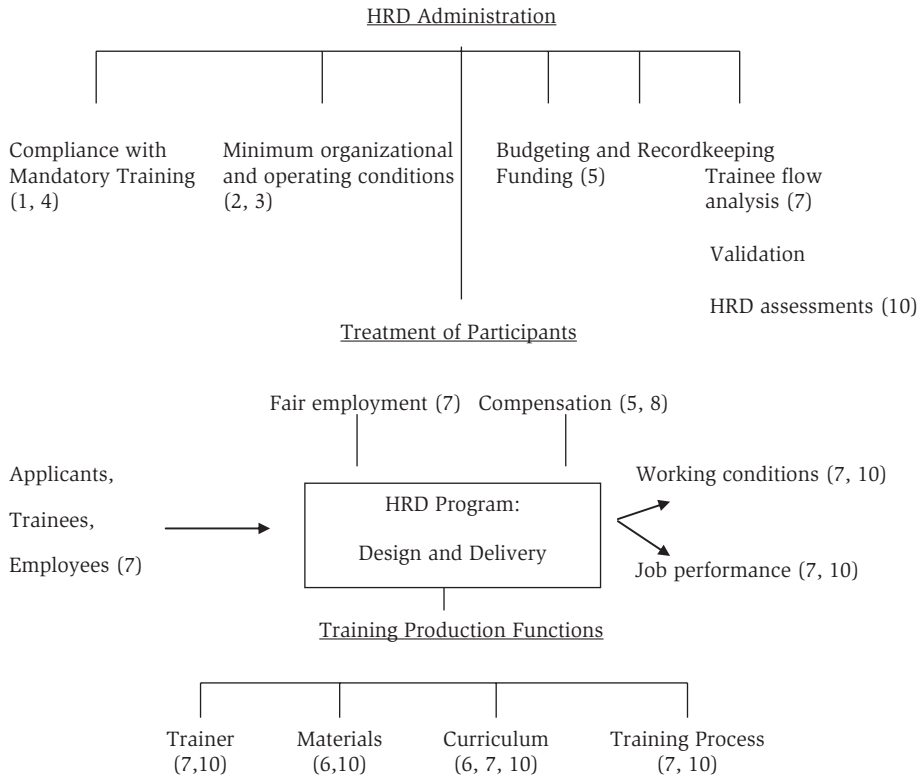 HRD Administration
Compliance with
Mandatory Training
(1, 4)
Minimum organizational
and operating conditions
(2, 3)
Budgeting and Recordkeeping
Funding (5)
Trainee flow
analysis (7)
Validation
HRD assessments (10)
Treatment of Participants
Fair employment (7)
Compensation (5, 8)
Applicants,
Trainees,
Employees (7)
HRD Program:
Design and Delivery
Working conditions (7, 10)
Job performance (7, 10)
Training Production Functions
Trainer
(7,10)
Materials
(6,10)
Curriculum
(6, 7, 10)
Training Process
(7, 10)